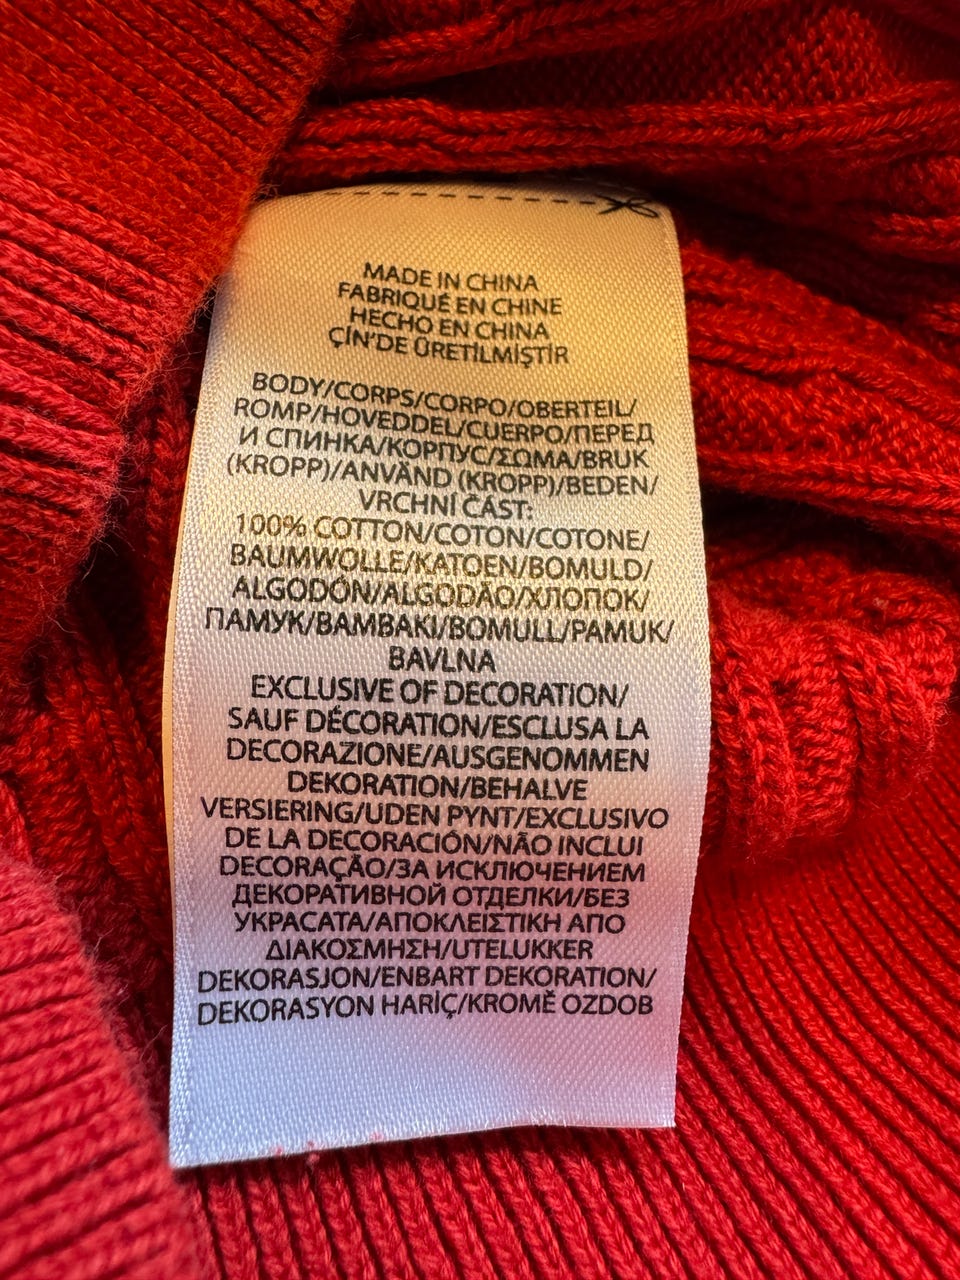 MADE IN CHINA
FABRIQUÉ EN CHINE
HECHO EN CHINA
ÇİN'DE ÜRETİLMİŞTİR
BODY/CORPS/CORPO/OBERTEIL/
ROMP/HOVEDDEL/CUERPO/ПЕРЕД
И СПИНКА/КОРПУС/ΣΩΜΑ/BRUK
(KROPP)/ANVÄND (KROPP)/BEDEN/
VRCHNÍ ČÁST:
100% COTTON/COTON/COTONE/
BAUMWOLLE/KATOEN/BOMULD/
ALGODÓN/ALGODÃO/ХЛОПОК/
ПАМУК/ΒΑΜΒΑΚΙ/BOMULL/PAMUK/
BAVLNA
EXCLUSIVE OF DECORATION/
SAUF DÉCORATION/ESCLUSA LA
DECORAZIONE/AUSGENOMMEN
DEKORATION/BEHALVE
VERSIERING/UDEN PYNT/EXCLUSIVO
DE LA DECORACIÓN/NÃO INCLUI
DECORAÇÃO/ЗА ИСКЛЮЧЕНИЕМ
ДЕКОРАТИВНОЙ ОТДЕЛКИ/БЕЗ
УКРАСАТА/ΑΠΟΚΛΕΙΣΤΙΚΗ ΑΠΟ
ΔΙΑΚΟΣΜΗΣΗ/UTELUKKER
DEKORASJON/ENBART DEKORATION/
DEKORASYON HARİÇ/KROMĚ OZDOB